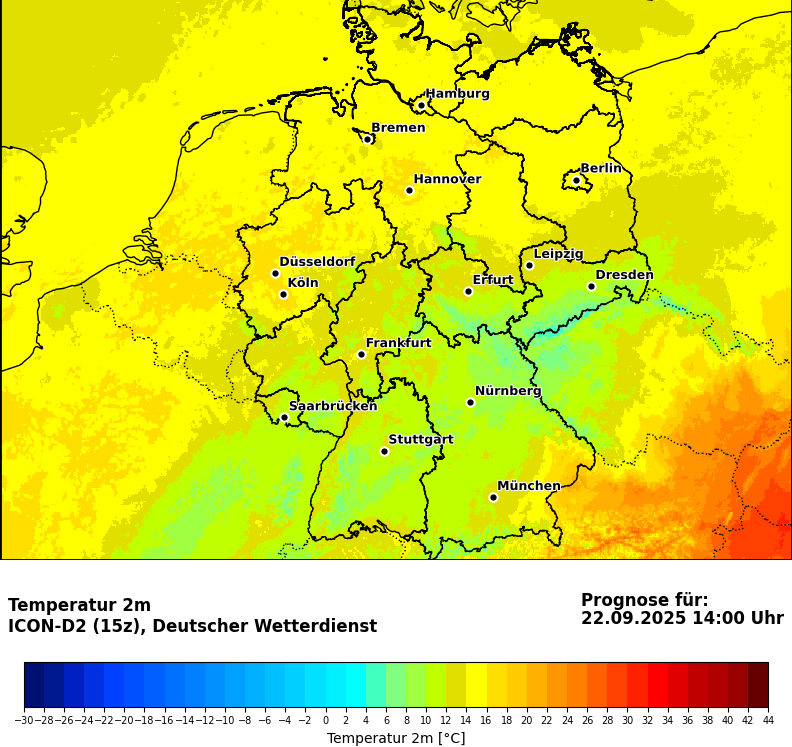 Hamburg
Bremen
Berlin
Hannover
Leipzig
Düsseldorf
Dresden
Köln
Erfurt
Frankfurt
Nürnberg
Saarbrücken
Stuttgart
München
Temperatur 2m
ICON-D2 (15z), Deutscher Wetterdienst
Prognose für:
22.09.2025 14:00 Uhr
−30 −28 −26 −24 −22 −20 −18 −16 −14 −12 −10 −8 −6 −4 −2 0 2 4 6 8 10 12 14 16 18 20 22 24 26 28 30 32 34 36 38 40 42 44
Temperatur 2m [°C]